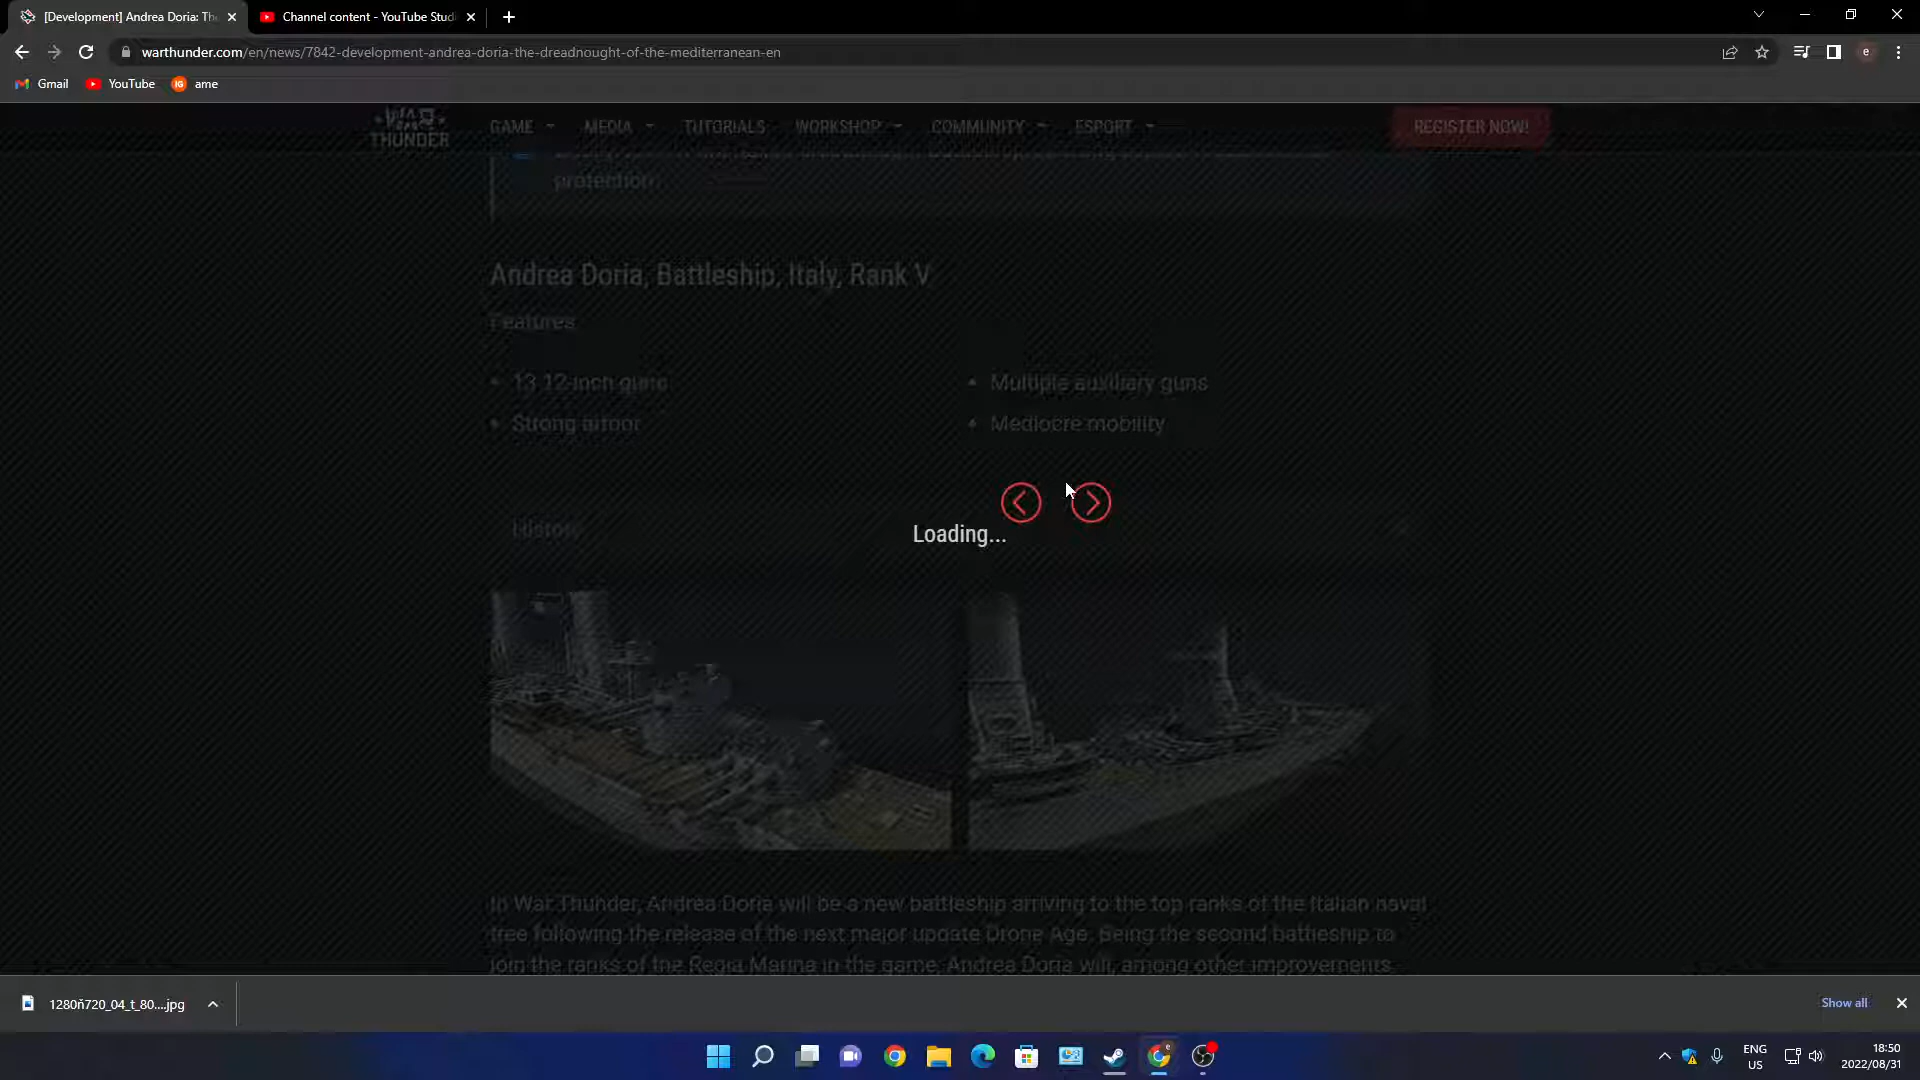 [Development] Andrea Doria: Th
Channel content - YouTube Studi
warthunder.com/en/news/7842-development-andrea-doria-the-dreadnought-of-the-mediterranean-en
e
Gmail
YouTube
IG
ame
WAR
THUNDER
GAME
MEDIA
TUTORIALS
WORKSHOP
COMMUNITY
ESPORT
REGISTER NOW!
protection.
Andrea Doria, Battleship, Italy, Rank V
Features
• 13 12-inch guns
• Strong armor
• Multiple auxiliary guns
• Mediocre mobility
Loading...
History
In War Thunder, Andrea Doria will be a new battleship arriving to the top ranks of the Italian naval
tree following the release of the next major update Drone Age. Being the second battleship to
join the ranks of the Regia Marina in the game, Andrea Doria will, among other improvements
1280ñ720_04_t_80....jpg
Show all
ENG
US
18:50
2022/08/31